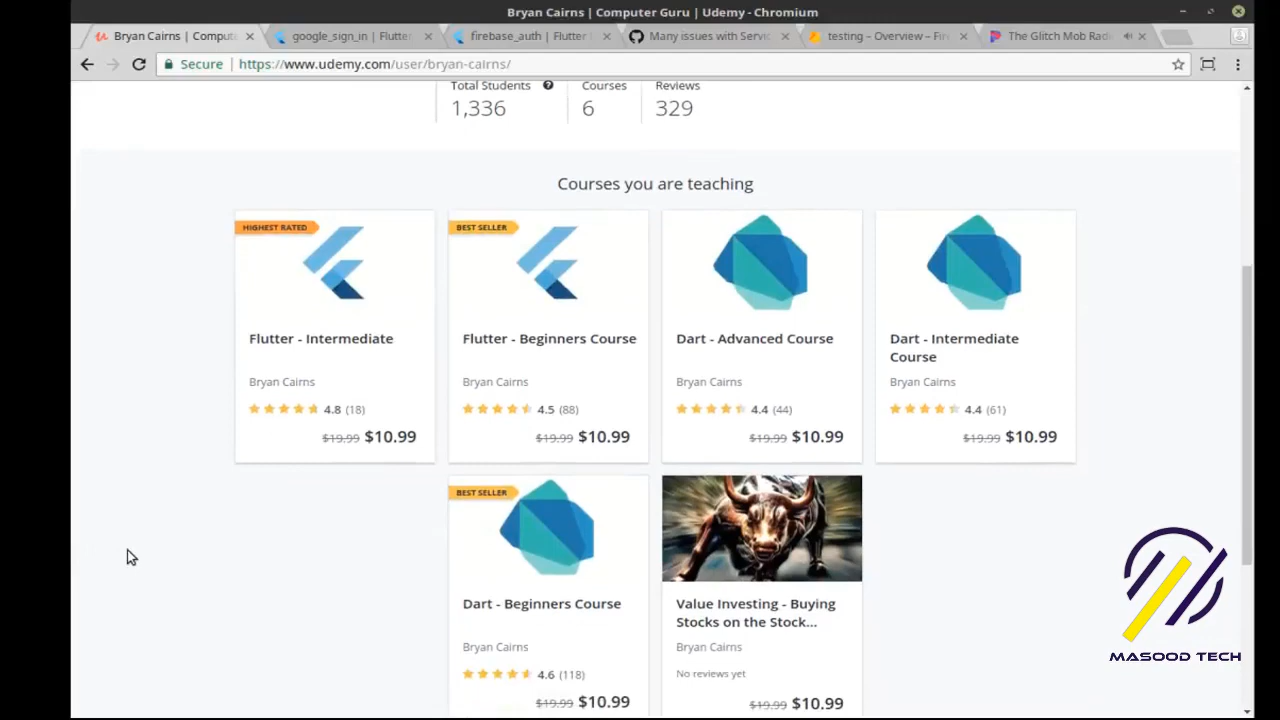 Bryan Cairns | Computer Guru | Udemy - Chromium
Bryan Cairns | Comput
google_sign_in | Flutter
firebase_auth | Flutter
Many issues with Servic
testing – Overview – Fire
The Glitch Mob Radi
Secure | https://www.udemy.com/user/bryan-cairns/
Total Students ? Courses Reviews
1,336 6 329
Courses you are teaching
HIGHEST RATED
BEST SELLER
Flutter - Intermediate
Bryan Cairns
4.8 (18)
$19.99 $10.99
Flutter - Beginners Course
Bryan Cairns
4.5 (88)
$19.99 $10.99
Dart - Advanced Course
Bryan Cairns
4.4 (44)
$19.99 $10.99
Dart - Intermediate
Course
Bryan Cairns
4.4 (61)
$19.99 $10.99
BEST SELLER
Dart - Beginners Course
Bryan Cairns
4.6 (118)
$19.99 $10.99
Value Investing - Buying
Stocks on the Stock...
Bryan Cairns
No reviews yet
$19.99 $10.99
MASOOD TECH